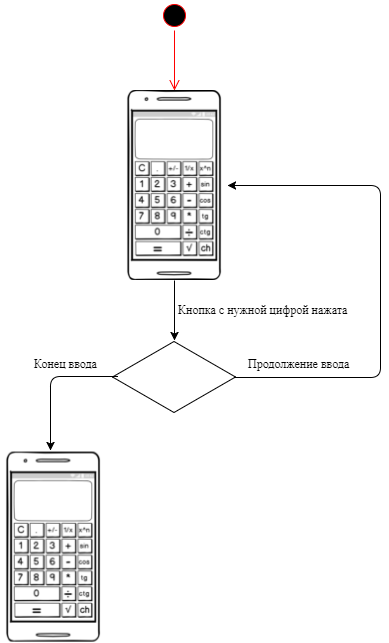 C . +/- 1/x x^n
1 2 3 + sin
4 5 6 - cos
7 8 9 * tg
0 ÷ ctg
= √ ch
Кнопка с нужной цифрой нажата
Конец ввода
Продолжение ввода
C . +/- 1/x x^n
1 2 3 + sin
4 5 6 - cos
7 8 9 * tg
0 ÷ ctg
= √ ch